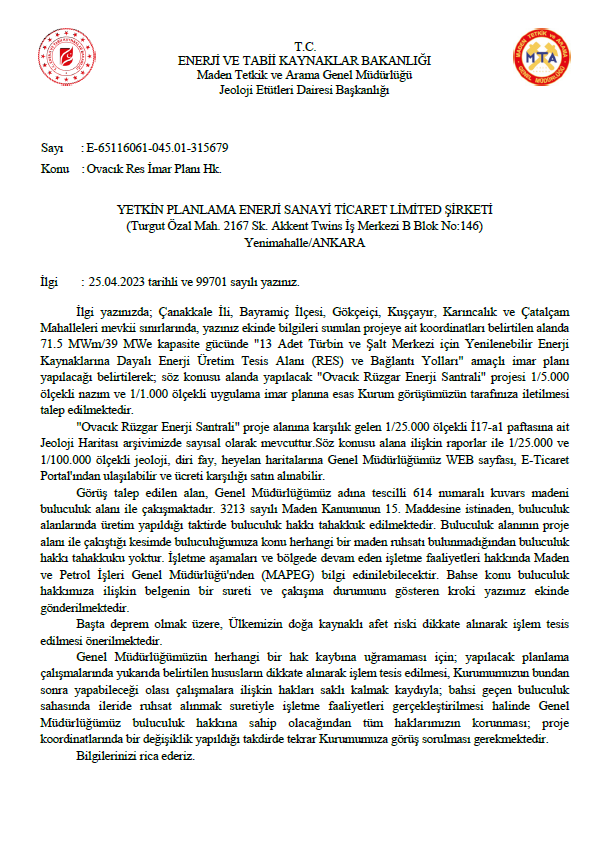 T.C.
ENERJİ VE TABİİ KAYNAKLAR BAKANLIĞI
Maden Tetkik ve Arama Genel Müdürlüğü
Jeoloji Etütleri Dairesi Başkanlığı
MTA
Sayı : E-65116061-045.01-315679
Konu : Ovacık Res İmar Planı Hk.
YETKİN PLANLAMA ENERJİ SANAYİ TİCARET LİMİTED ŞİRKETİ
(Turgut Özal Mah. 2167 Sk. Akkent Twins İş Merkezi B Blok No:146)
Yenimahalle/ANKARA
İlgi : 25.04.2023 tarihli ve 99701 sayılı yazınız.
İlgi yazınızda; Çanakkale İli, Bayramiç İlçesi, Gökçeiçi, Kuşçayır, Karıncalık ve Çatalçam
Mahalleleri mevkii sınırlarında, yazınız ekinde bilgileri sunulan projeye ait koordinatları belirtilen alanda
71.5 MWm/39 MWe kapasite gücünde "13 Adet Türbin ve Şalt Merkezi için Yenilenebilir Enerji
Kaynaklarına Dayalı Enerji Üretim Tesis Alanı (RES) ve Bağlantı Yolları" amaçlı imar planı
yapılacağı belirtilerek; söz konusu alanda yapılacak "Ovacık Rüzgar Enerji Santrali" projesi 1/5.000
ölçekli nazım ve 1/1.000 ölçekli uygulama imar planına esas Kurum görüşümüzün tarafınıza iletilmesi
talep edilmektedir.
"Ovacık Rüzgar Enerji Santrali" proje alanına karşılık gelen 1/25.000 ölçekli İ17-a1 paftasına ait
Jeoloji Haritası arşivimizde sayısal olarak mevcuttur.Söz konusu alana ilişkin raporlar ile 1/25.000 ve
1/100.000 ölçekli jeoloji, diri fay, heyelan haritalarına Genel Müdürlüğümüz WEB sayfası, E-Ticaret
Portal'ından ulaşılabilir ve ücreti karşılığı satın alınabilir.
Görüş talep edilen alan, Genel Müdürlüğümüz adına tescilli 614 numaralı kuvars madeni
buluculuk alanı ile çakışmaktadır. 3213 sayılı Maden Kanununun 15. Maddesine istinaden, buluculuk
alanlarında üretim yapıldığı taktirde buluculuk hakkı tahakkuk edilmektedir. Buluculuk alanının proje
alanı ile çakıştığı kesimde buluculuğumuza konu herhangi bir maden ruhsatı bulunmadığından buluculuk
hakkı tahakkuku yoktur. İşletme aşamaları ve bölgede devam eden işletme faaliyetleri hakkında Maden
ve Petrol İşleri Genel Müdürlüğü'nden (MAPEG) bilgi edinilebilecektir. Bahse konu buluculuk
hakkımıza ilişkin belgenin bir sureti ve çakışma durumunu gösteren kroki yazımız ekinde
gönderilmektedir.
Başta deprem olmak üzere, Ülkemizin doğa kaynaklı afet riski dikkate alınarak işlem tesis
edilmesi önerilmektedir.
Genel Müdürlüğümüzün herhangi bir hak kaybına uğramaması için; yapılacak planlama
çalışmalarında yukarıda belirtilen hususların dikkate alınarak işlem tesis edilmesi, Kurumumuzun bundan
sonra yapabileceği olası çalışmalara ilişkin hakları saklı kalmak kaydıyla; bahsi geçen buluculuk
sahasında ileride ruhsat alınmak suretiyle işletme faaliyetleri gerçekleştirilmesi halinde Genel
Müdürlüğümüz buluculuk hakkına sahip olacağından tüm haklarımızın korunması; proje
koordinatlarında bir değişiklik yapıldığı takdirde tekrar Kurumumuza görüş sorulması gerekmektedir.
Bilgilerinizi rica ederiz.